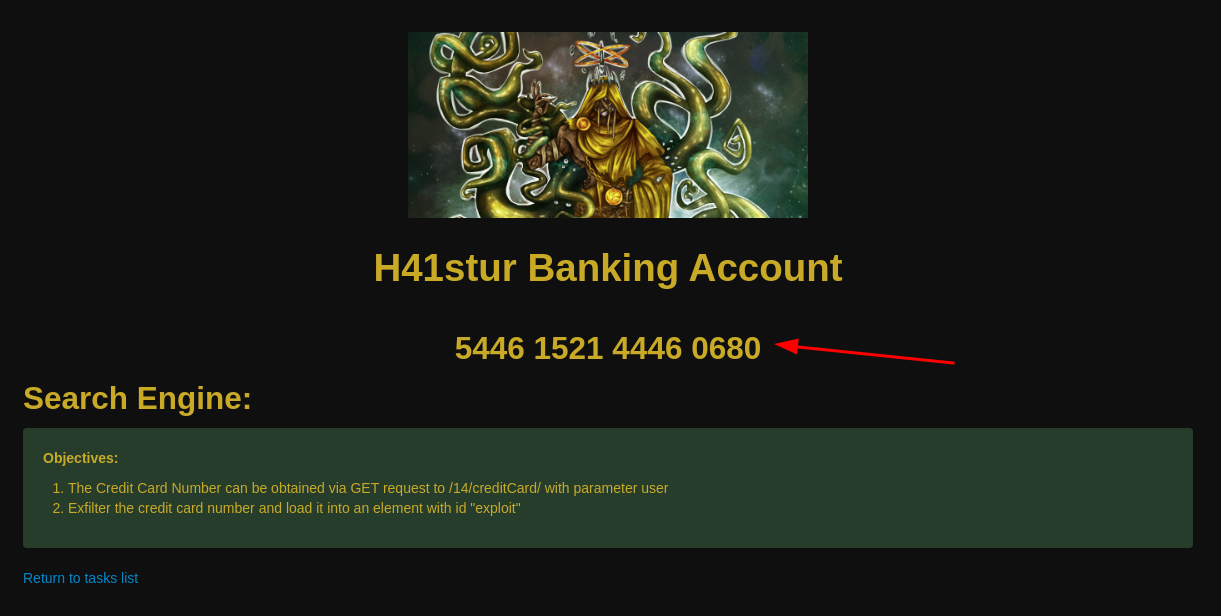 H41stur Banking Account
5446 1521 4446 0680
Search Engine:
Objectives:
1. The Credit Card Number can be obtained via GET request to /14/creditCard/ with parameter user
2. Exfilter the credit card number and load it into an element with id "exploit"
Return to tasks list